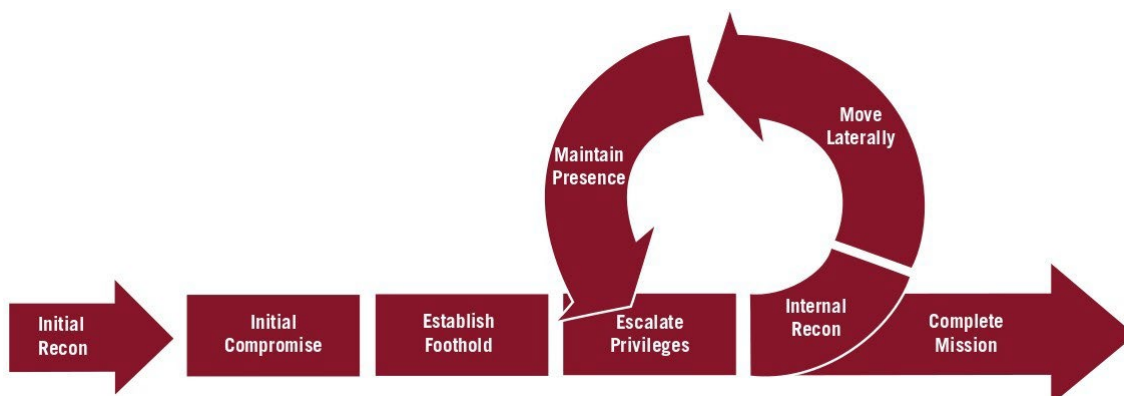 Initial
Recon
Initial
Compromise
Establish
Foothold
Escalate
Privileges
Internal
Recon
Move
Laterally
Maintain
Presence
Complete
Mission